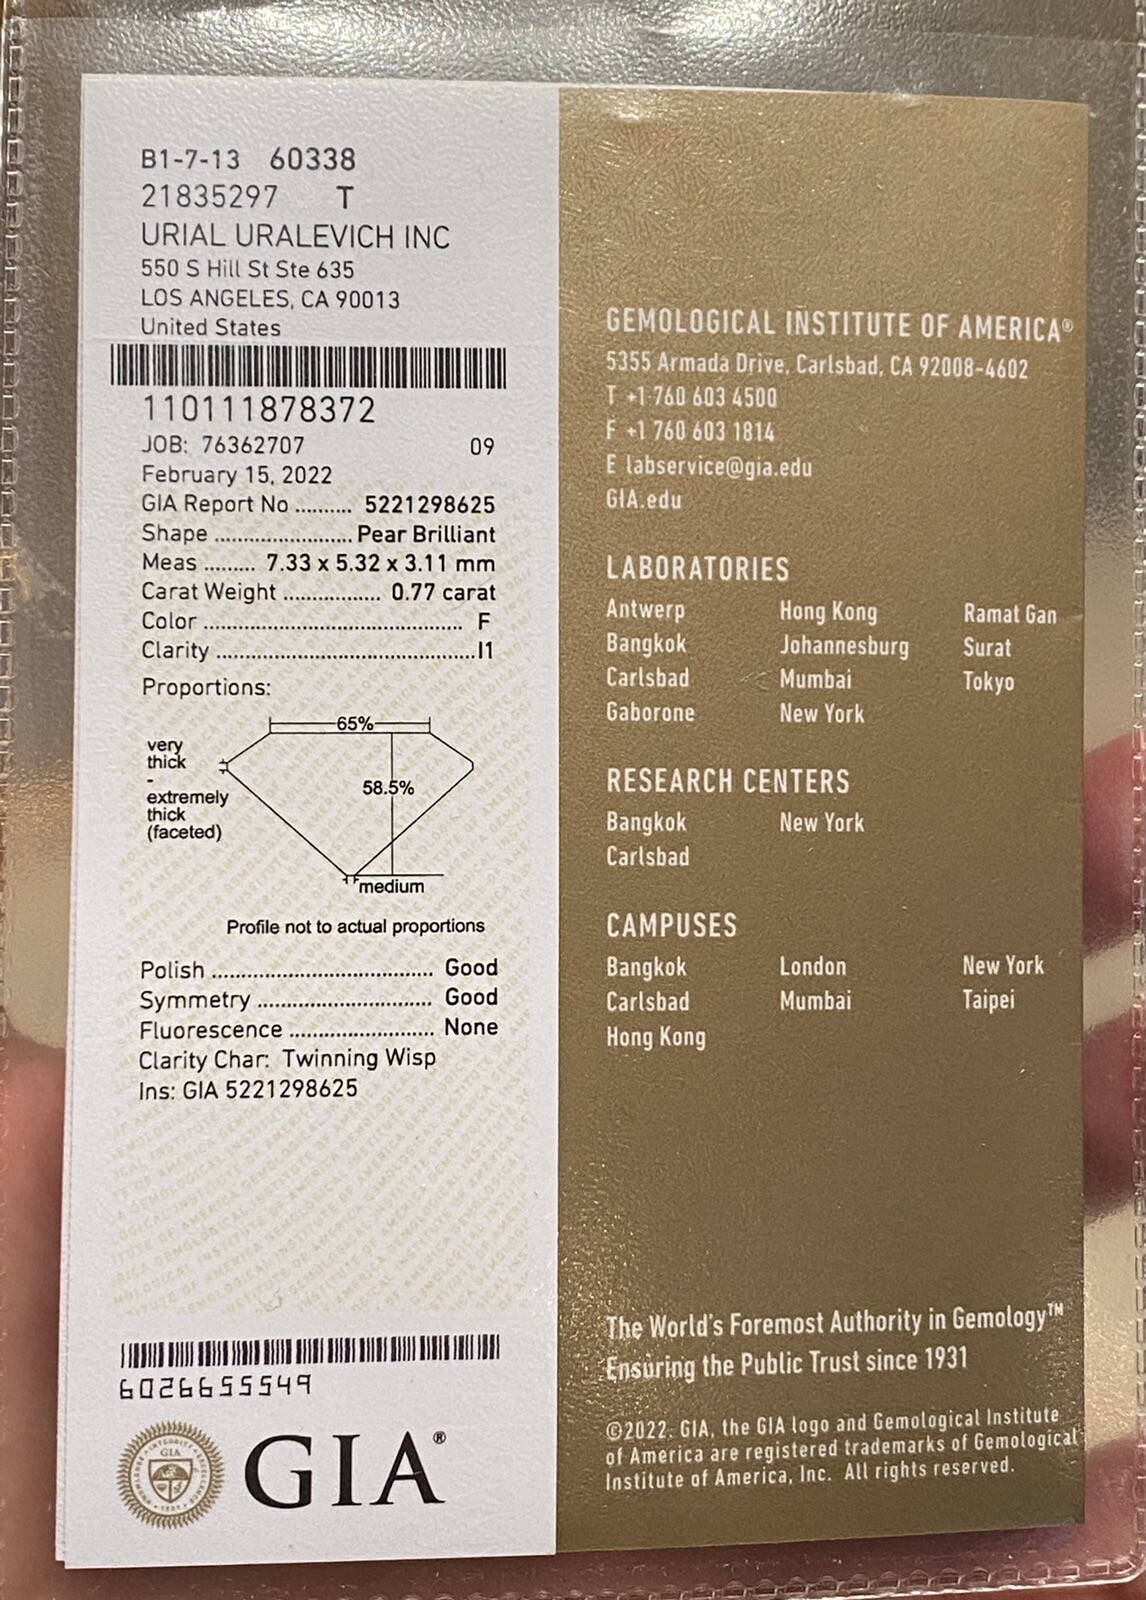 B1-7-13 60338
21835297 T
URIAL URALEVICH INC
550 S Hill St Ste 635
LOS ANGELES, CA 90013
United States
110111878372
JOB: 76362707 09
February 15, 2022
GIA Report No .......... 5221298625
Shape ....................... Pear Brilliant
Meas ......... 7.33 x 5.32 x 3.11 mm
Carat Weight ................ 0.77 carat
Color .......................................... F
Clarity ..........................................I1
Proportions:
65%
very
thick
-
extremely
thick
(faceted)
58.5%
medium
Profile not to actual proportions
Polish .................................... Good
Symmetry ............................ Good
Fluorescence ....................... None
Clarity Char: Twinning Wisp
Ins: GIA 5221298625
6026655549
GIA
GIA®
GEMOLOGICAL INSTITUTE OF AMERICA®
5355 Armada Drive, Carlsbad, CA 92008-4602
T +1 760 603 4500
F +1 760 603 1814
E labservice@gia.edu
GIA.edu
LABORATORIES
Antwerp Hong Kong Ramat Gan
Bangkok Johannesburg Surat
Carlsbad Mumbai Tokyo
Gaborone New York
RESEARCH CENTERS
Bangkok New York
Carlsbad
CAMPUSES
Bangkok London New York
Carlsbad Mumbai Taipei
Hong Kong
The World's Foremost Authority in Gemology™
Ensuring the Public Trust since 1931
©2022. GIA, the GIA logo and Gemological Institute
of America are registered trademarks of Gemological
Institute of America, Inc. All rights reserved.